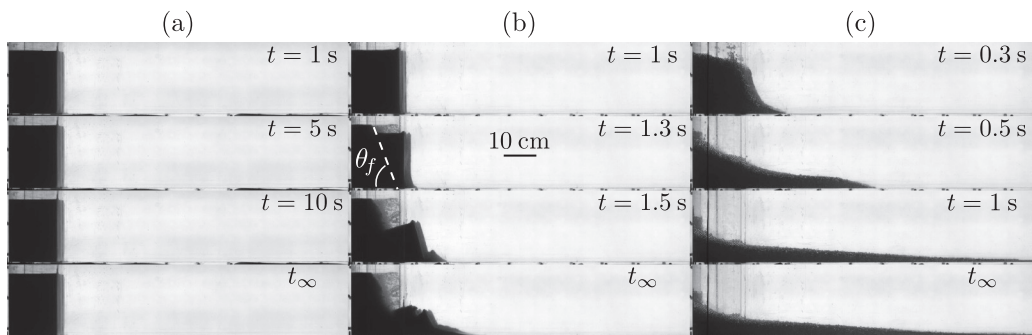 (a) (b) (c)
t = 1 s t = 1 s t = 0.3 s
t = 5 s t = 1.3 s t = 0.5 s
10 cm
θf
t = 10 s t = 1.5 s t = 1 s
t∞ t∞ t∞